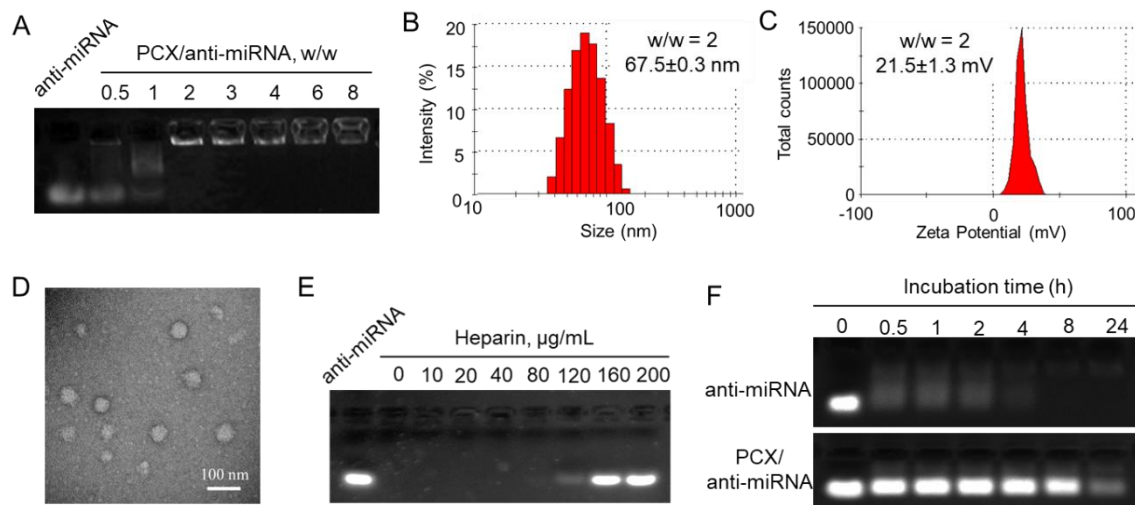 A
anti-miRNA
PCX/anti-miRNA, w/w
0.5 1 2 3 4 6 8
B
20
15
10
5
0
Intensity (%)
w/w = 2
67.5±0.3 nm
10 100 1000
Size (nm)
C
150000
100000
50000
0
Total counts
w/w = 2
21.5±1.3 mV
-100 0 100
Zeta Potential (mV)
D
100 nm
E
anti-miRNA
Heparin, µg/mL
0 10 20 40 80 120 160 200
F
Incubation time (h)
0 0.5 1 2 4 8 24
anti-miRNA
PCX/
anti-miRNA